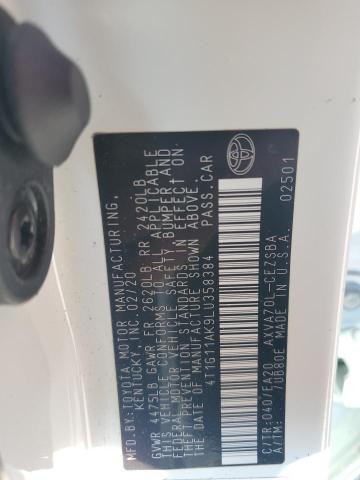 MFD.BY:TOYOTA MOTOR MANUFACTURING,
KENTUCKY, INC. 02/20
GVWR 4475LB GAWR FR 2620LB RR 2420LB
THIS VEHICLE CONFORMS TO ALL APPLICABLE
FEDERAL MOTOR VEHICLE SAFETY, BUMPER, AND
THEFT PREVENTION STANDARDS IN EFFECT ON
THE DATE OF MANUFACTURE SHOWN ABOVE.
4T1G11AK9LU358384 PASS.CAR
TOYOTA
C/TR:040/FA20 AXVA70L-CEZSBA
A/TM: /UB80E MADE IN U.S.A.
02501